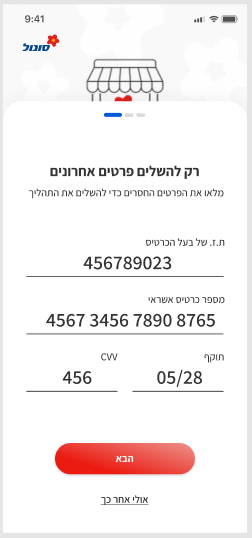 9:41
סונול
רק להשלים פרטים אחרונים
מלאו את הפרטים החסרים כדי להשלים את התהליך
ת.ז. של בעל הכרטיס
456789023
מספר כרטיס אשראי
4567 3456 7890 8765
תוקף CVV
05/28 456
הבא
אולי אחר כך